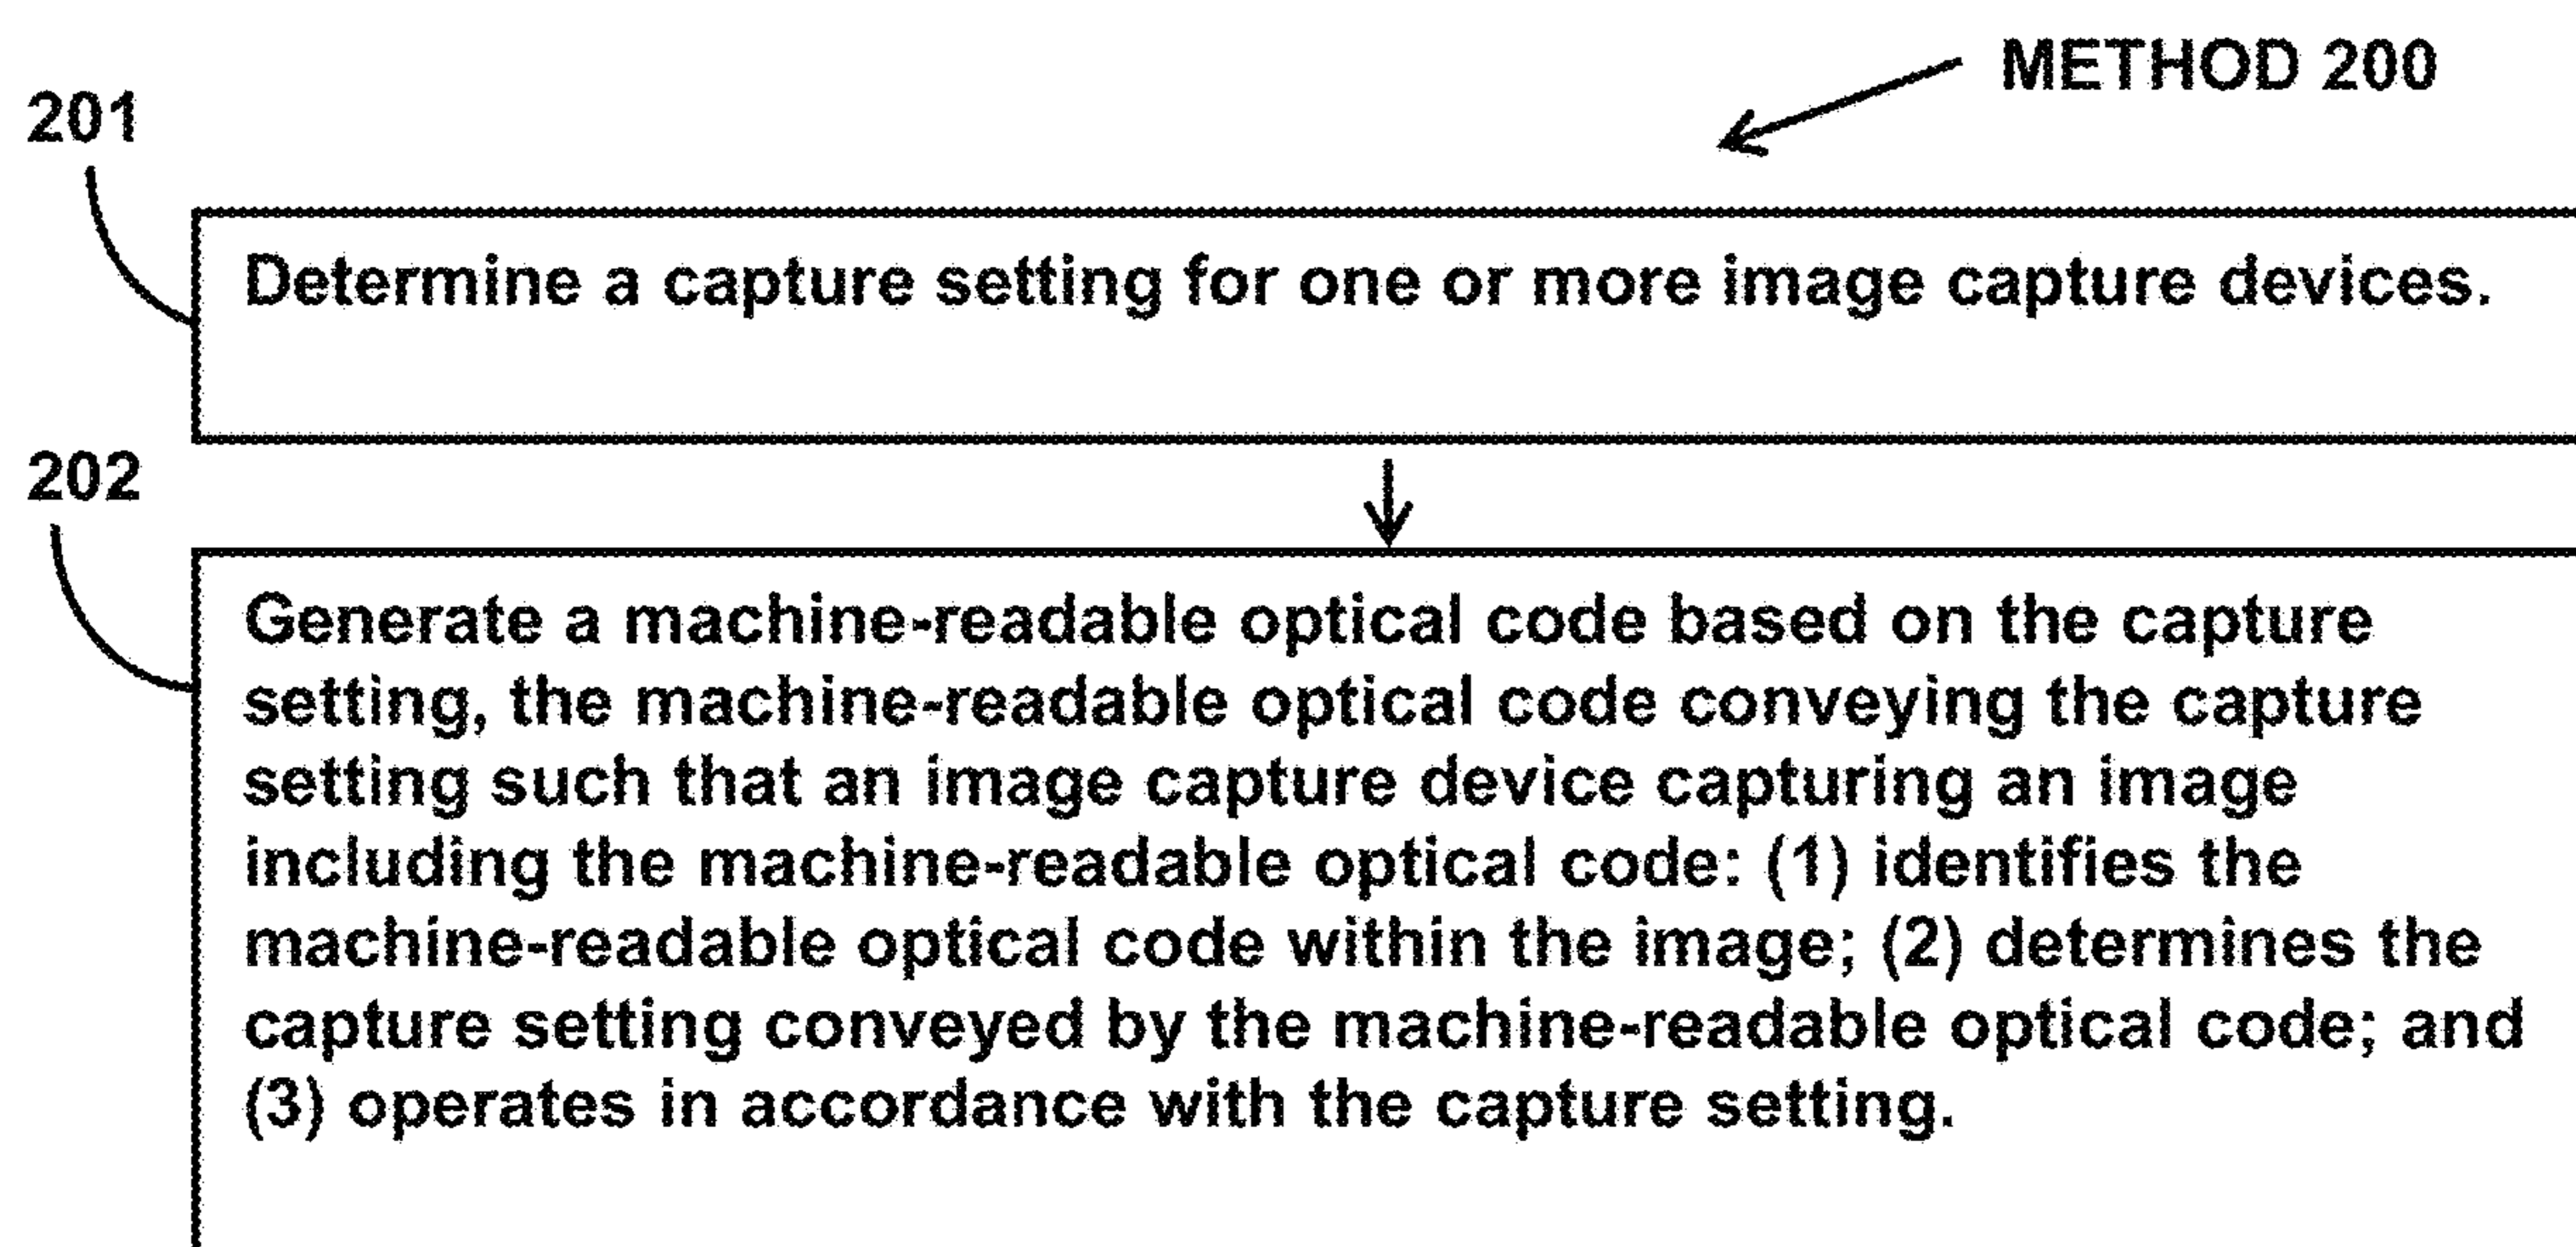 METHOD 200
201
Determine a capture setting for one or more image capture devices.
202
Generate a machine-readable optical code based on the capture
setting, the machine-readable optical code conveying the capture
setting such that an image capture device capturing an image
including the machine-readable optical code: (1) identifies the
machine-readable optical code within the image; (2) determines the
capture setting conveyed by the machine-readable optical code; and
(3) operates in accordance with the capture setting.